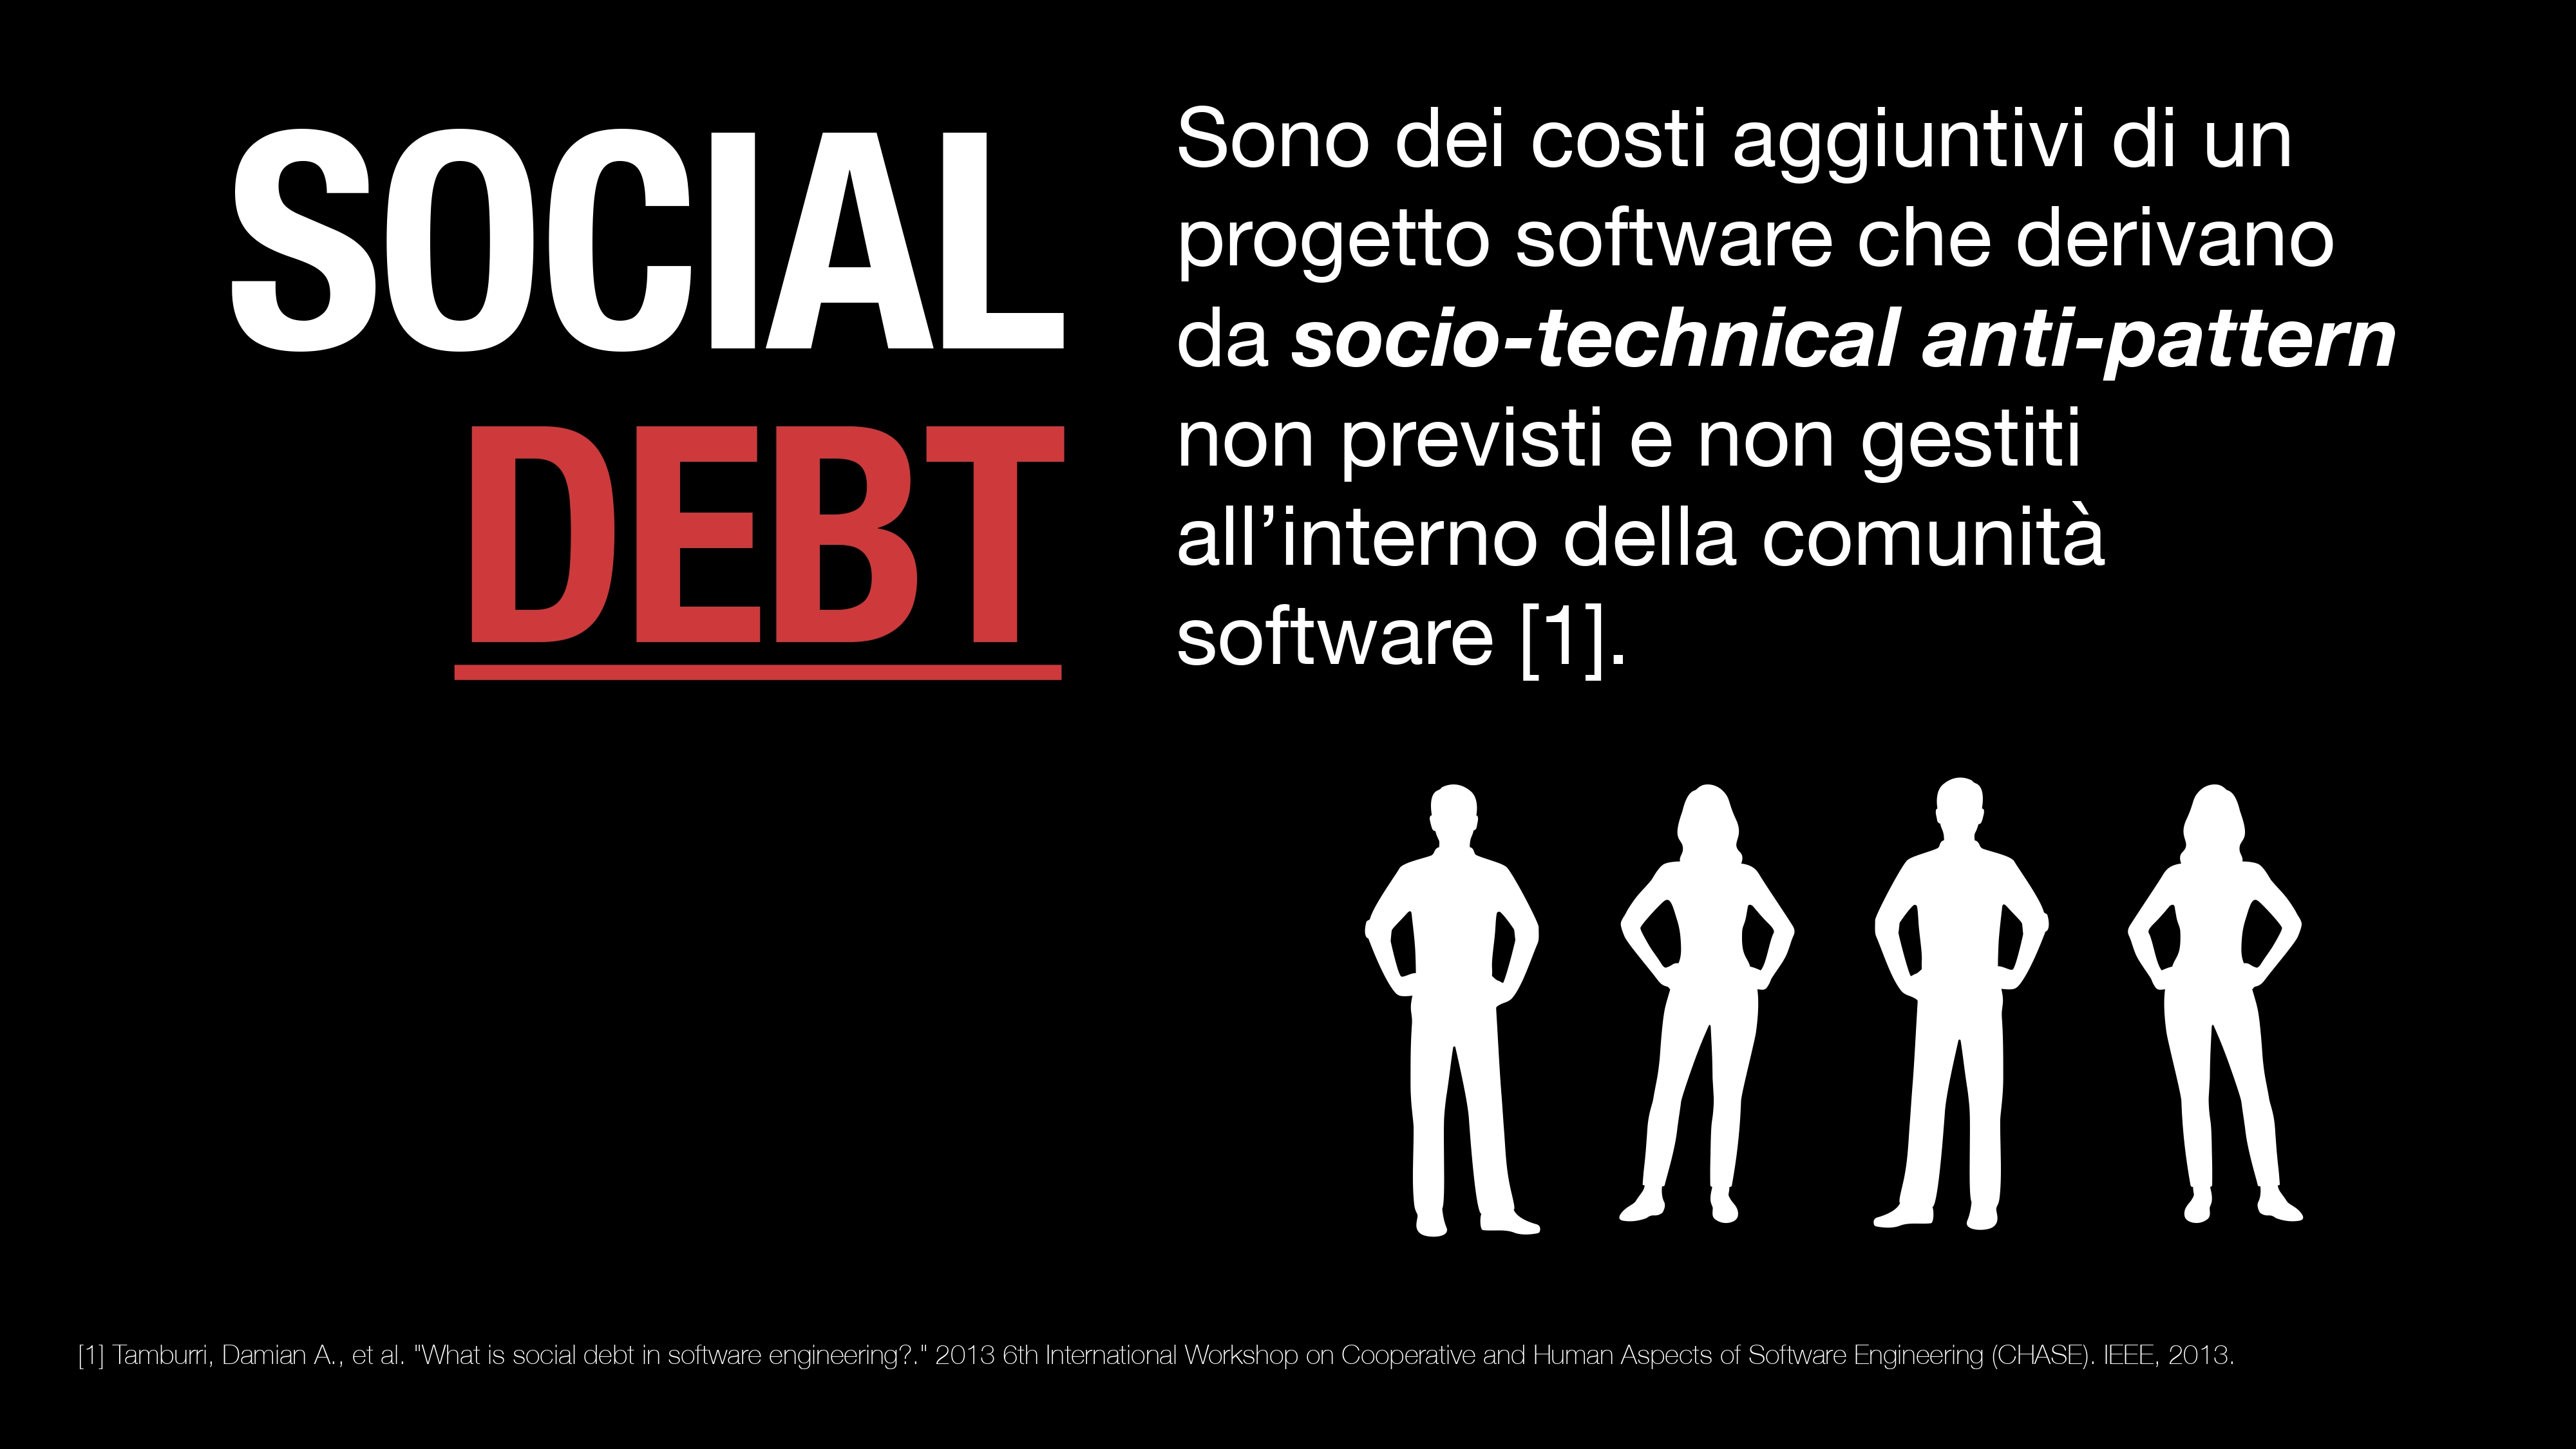 SOCIAL
DEBT
Sono dei costi aggiuntivi di un
progetto software che derivano
da socio-technical anti-pattern
non previsti e non gestiti
all’interno della comunità
software [1].
[1] Tamburri, Damian A., et al. "What is social debt in software engineering?." 2013 6th International Workshop on Cooperative and Human Aspects of Software Engineering (CHASE). IEEE, 2013.